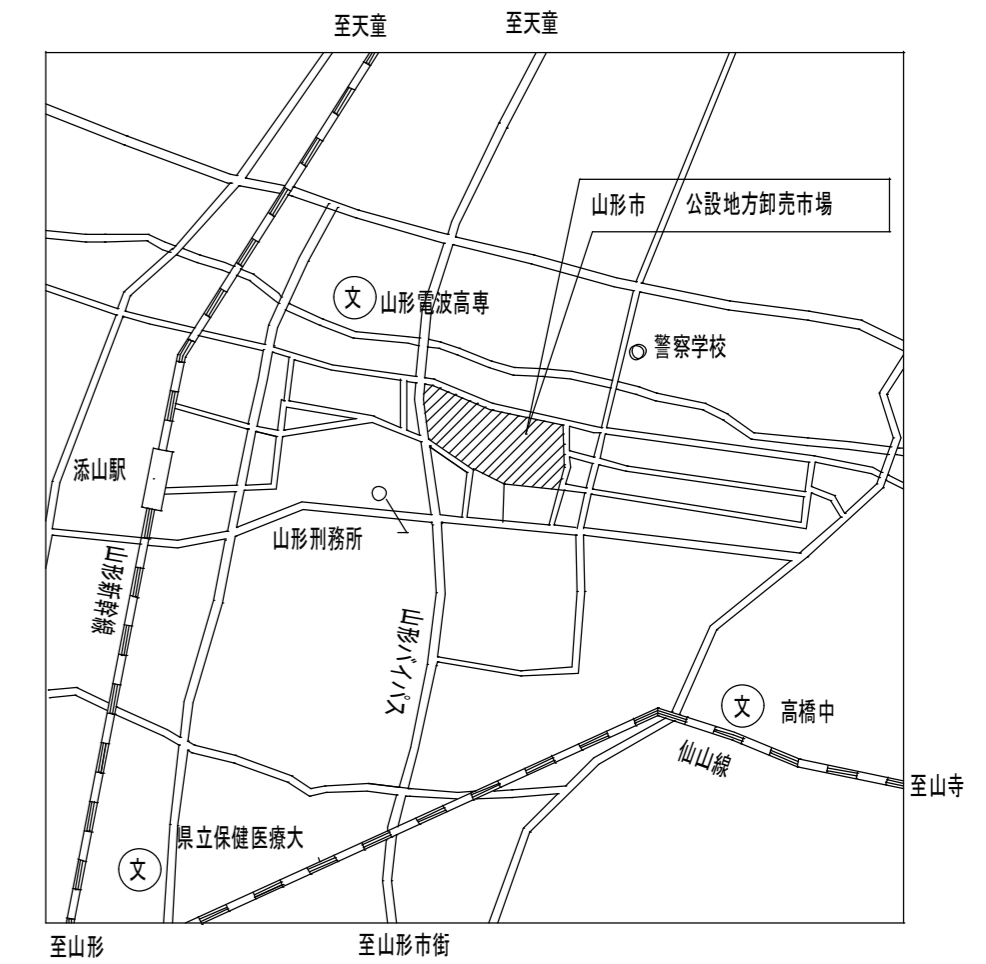 至天童
至天童
山形市 公設地方卸売市場
文 山形電波高専
警察学校
添山駅
山形刑務所
山形新幹線
山形バイパス
文 高橋中
仙山線
至山寺
県立保健医療大
文
至山形
至山形市街